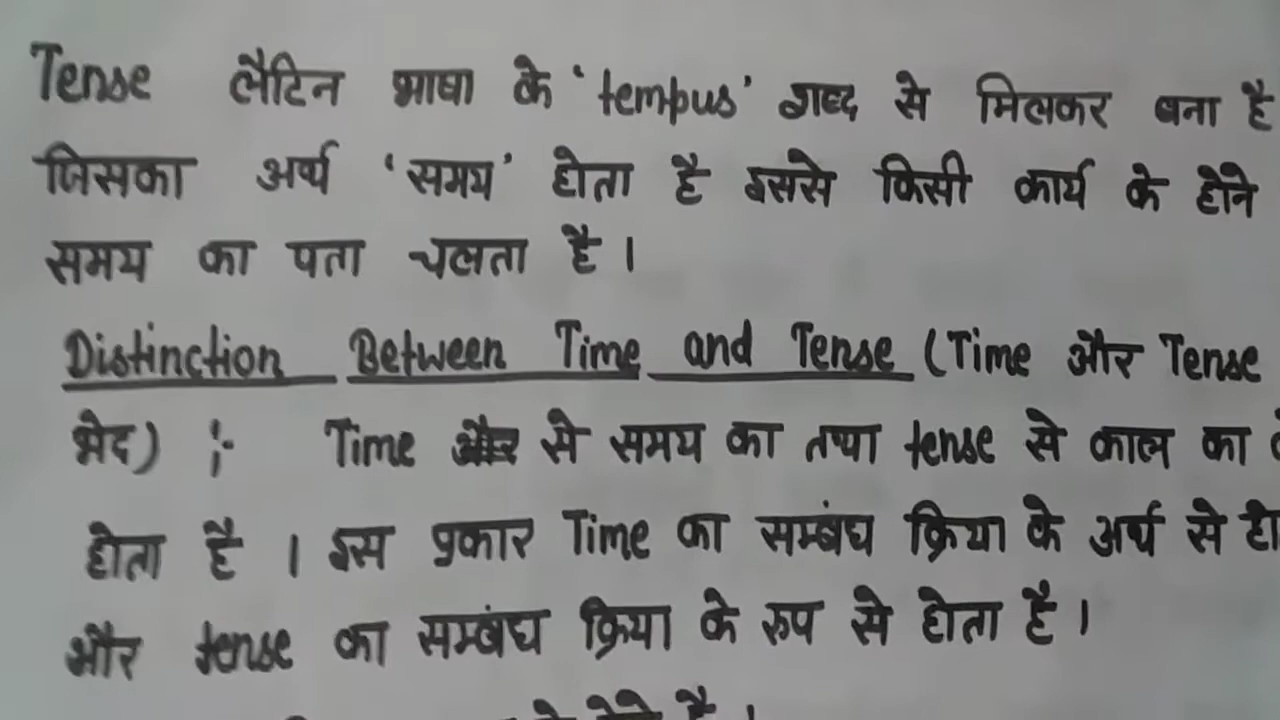 Tense लैटिन भाषा के 'tempus' शब्द से मिलकर बना है
जिसका अर्थ 'समय' होता है इससे किसी कार्य के होने
समय का पता चलता है।
Distinction Between Time and Tense (Time और Tense
भेद) :- Time और से समय का तथा tense से काल का
होता है। इस प्रकार Time का सम्बंध क्रिया के अर्थ से
और tense का सम्बंध क्रिया के रुप से होता है।
है।